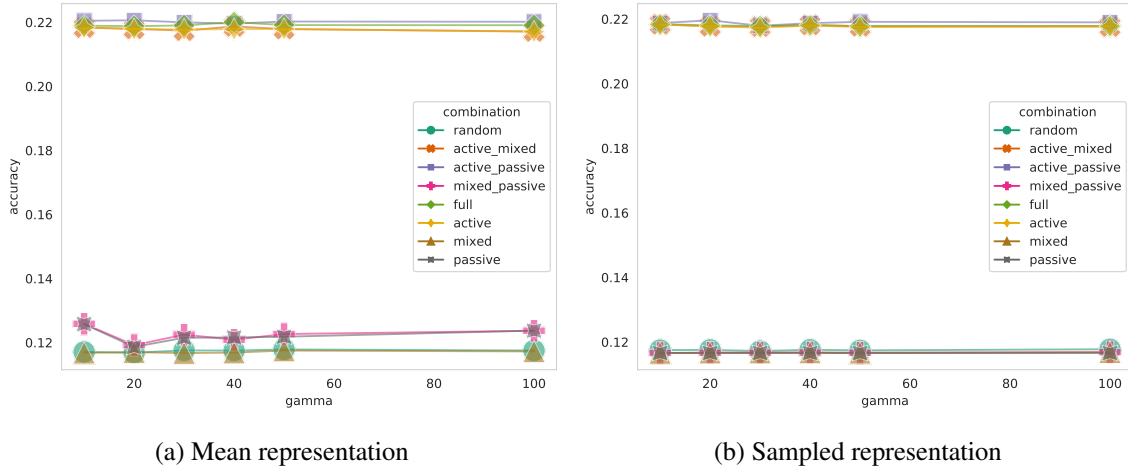 0.22
0.20
0.18
0.16
0.14
0.12
accuracy
20
40
60
80
100
gamma
combination
random
active_mixed
active_passive
mixed_passive
full
active
mixed
passive
(a) Mean representation
0.22
0.20
0.18
0.16
0.14
0.12
accuracy
20
40
60
80
100
gamma
combination
random
active_mixed
active_passive
mixed_passive
full
active
mixed
passive
(b) Sampled representation